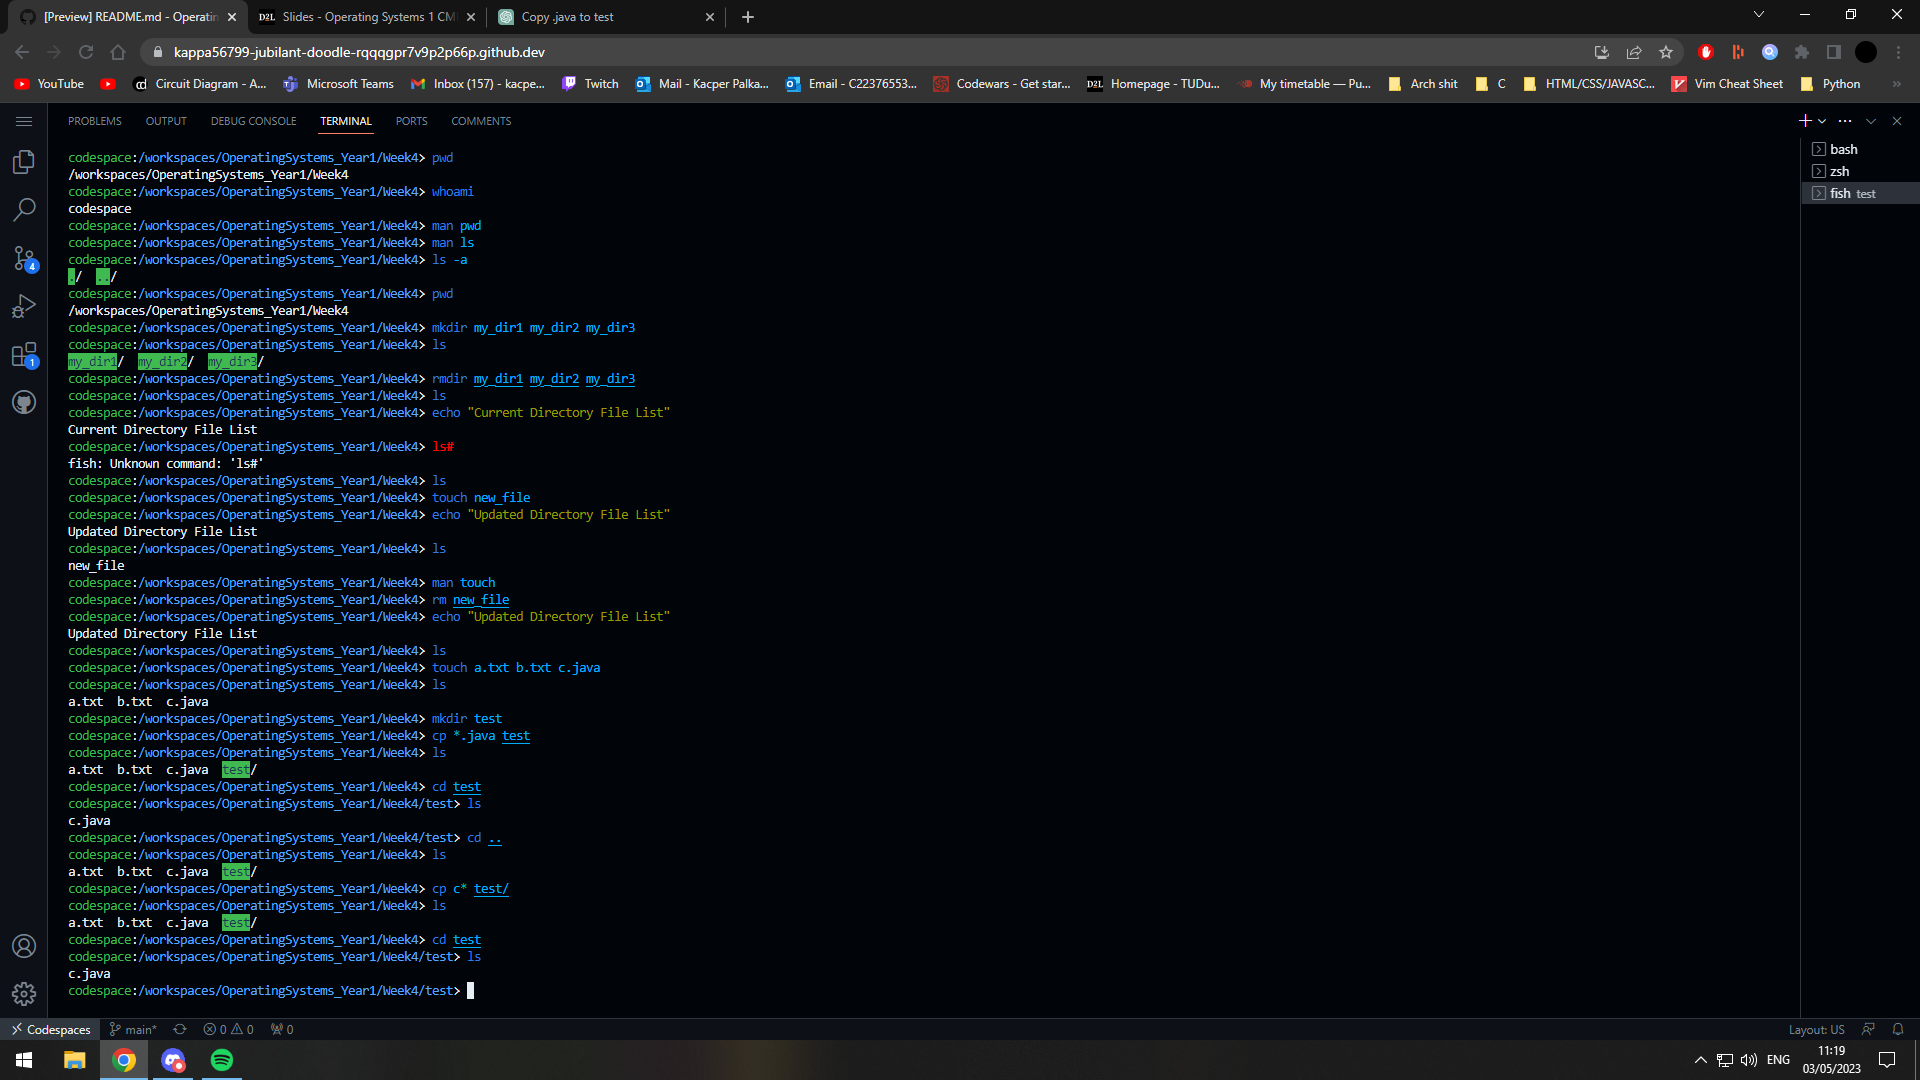 [Preview] README.md - Operatin
D2L Slides - Operating Systems 1 CM
Copy .java to test
kappa56799-jubilant-doodle-rqqqgpr7v9p2p66p.github.dev
YouTube
cd Circuit Diagram - A...
Microsoft Teams
Inbox (157) - kacpe...
Twitch
Mail - Kacper Palka...
Email - C22376553...
Codewars - Get star...
D2L Homepage - TUDu...
My timetable — Pu...
Arch shit
C
HTML/CSS/JAVASC...
Vim Cheat Sheet
Python
»
PROBLEMS OUTPUT DEBUG CONSOLE TERMINAL PORTS COMMENTS
codespace:/workspaces/OperatingSystems_Year1/Week4> pwd
/workspaces/OperatingSystems_Year1/Week4
codespace:/workspaces/OperatingSystems_Year1/Week4> whoami
codespace
codespace:/workspaces/OperatingSystems_Year1/Week4> man pwd
codespace:/workspaces/OperatingSystems_Year1/Week4> man ls
codespace:/workspaces/OperatingSystems_Year1/Week4> ls -a
./ ../
codespace:/workspaces/OperatingSystems_Year1/Week4> pwd
/workspaces/OperatingSystems_Year1/Week4
codespace:/workspaces/OperatingSystems_Year1/Week4> mkdir my_dir1 my_dir2 my_dir3
codespace:/workspaces/OperatingSystems_Year1/Week4> ls
my_dir1/ my_dir2/ my_dir3/
codespace:/workspaces/OperatingSystems_Year1/Week4> rmdir my_dir1 my_dir2 my_dir3
codespace:/workspaces/OperatingSystems_Year1/Week4> ls
codespace:/workspaces/OperatingSystems_Year1/Week4> echo "Current Directory File List"
Current Directory File List
codespace:/workspaces/OperatingSystems_Year1/Week4> ls#
fish: Unknown command: 'ls#'
codespace:/workspaces/OperatingSystems_Year1/Week4> ls
codespace:/workspaces/OperatingSystems_Year1/Week4> touch new_file
codespace:/workspaces/OperatingSystems_Year1/Week4> echo "Updated Directory File List"
Updated Directory File List
codespace:/workspaces/OperatingSystems_Year1/Week4> ls
new_file
codespace:/workspaces/OperatingSystems_Year1/Week4> man touch
codespace:/workspaces/OperatingSystems_Year1/Week4> rm new_file
codespace:/workspaces/OperatingSystems_Year1/Week4> echo "Updated Directory File List"
Updated Directory File List
codespace:/workspaces/OperatingSystems_Year1/Week4> ls
codespace:/workspaces/OperatingSystems_Year1/Week4> touch a.txt b.txt c.java
codespace:/workspaces/OperatingSystems_Year1/Week4> ls
a.txt b.txt c.java
codespace:/workspaces/OperatingSystems_Year1/Week4> mkdir test
codespace:/workspaces/OperatingSystems_Year1/Week4> cp *.java test
codespace:/workspaces/OperatingSystems_Year1/Week4> ls
a.txt b.txt c.java test/
codespace:/workspaces/OperatingSystems_Year1/Week4> cd test
codespace:/workspaces/OperatingSystems_Year1/Week4/test> ls
c.java
codespace:/workspaces/OperatingSystems_Year1/Week4/test> cd ..
codespace:/workspaces/OperatingSystems_Year1/Week4> ls
a.txt b.txt c.java test/
codespace:/workspaces/OperatingSystems_Year1/Week4> cp c* test/
codespace:/workspaces/OperatingSystems_Year1/Week4> ls
a.txt b.txt c.java test/
codespace:/workspaces/OperatingSystems_Year1/Week4> cd test
codespace:/workspaces/OperatingSystems_Year1/Week4/test> ls
c.java
codespace:/workspaces/OperatingSystems_Year1/Week4/test>
bash
zsh
fish test
4
1
Codespaces main* 0 0 0
Layout: US
ENG
11:19
03/05/2023